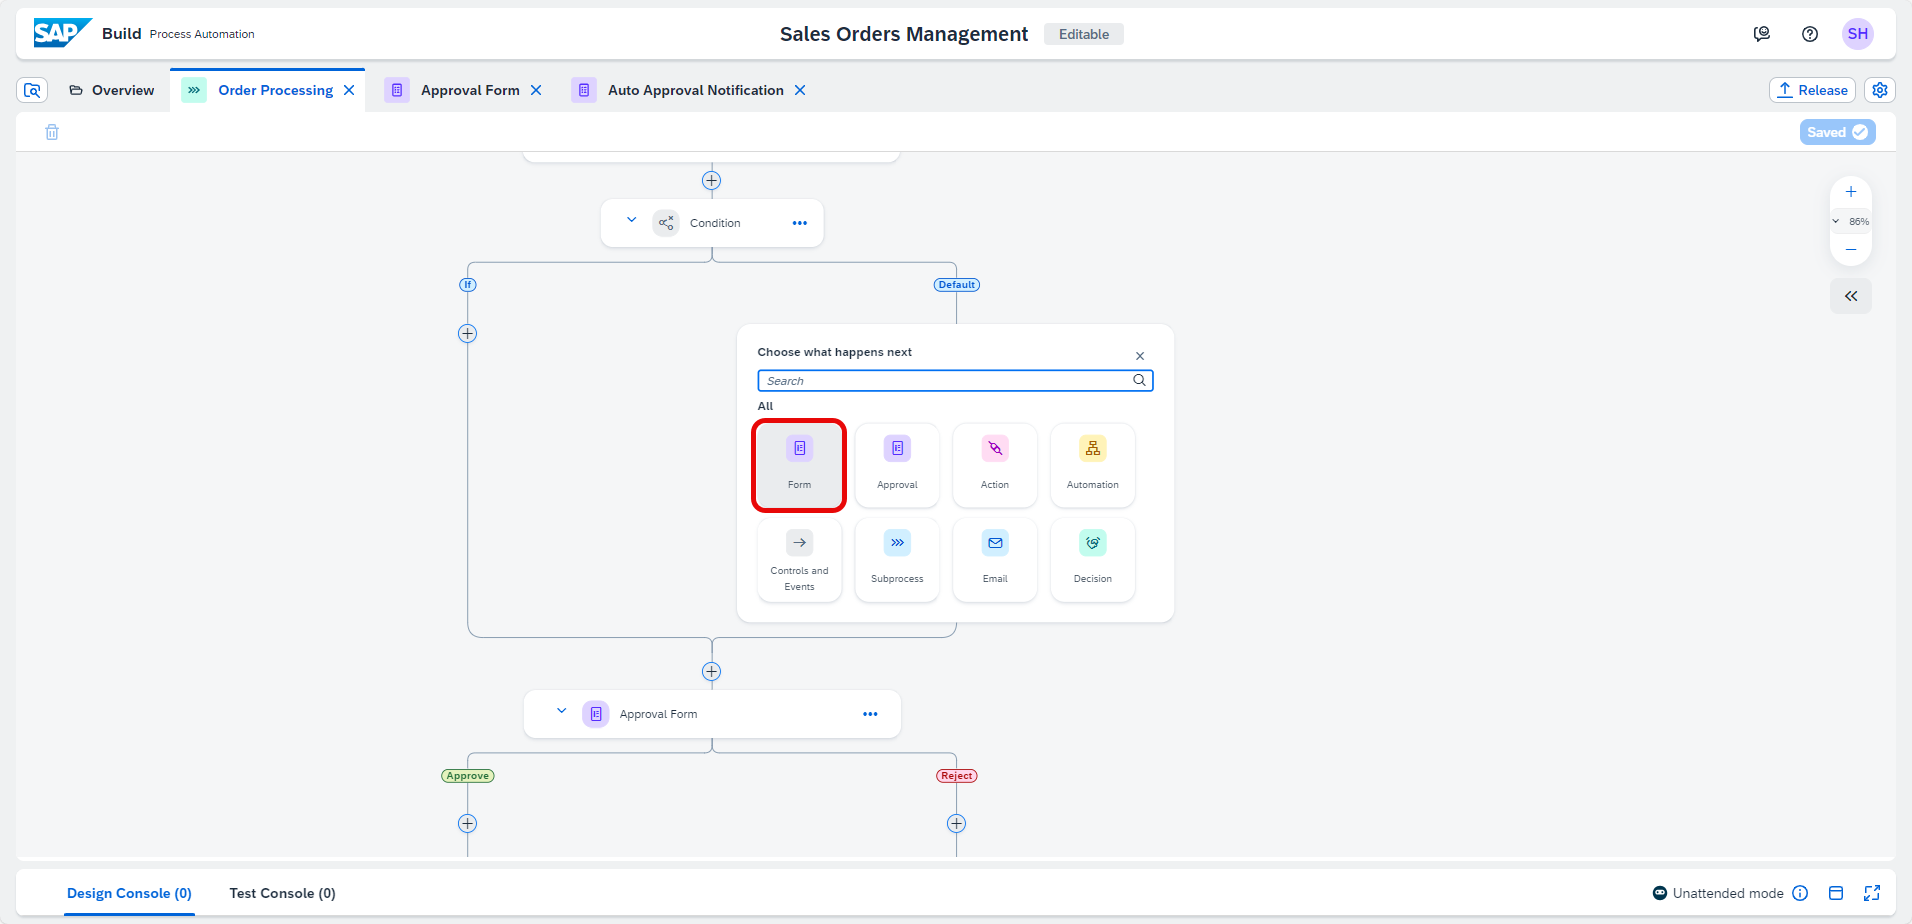 SAP Build Process Automation
Sales Orders Management Editable
SH
Overview
Order Processing
Approval Form
Auto Approval Notification
Release
Saved
Condition
86%
If
Default
Choose what happens next
Search
All
Form
Approval
Action
Automation
Controls and
Events
Subprocess
Email
Decision
Approval Form
Approve
Reject
Design Console (0)
Test Console (0)
Unattended mode